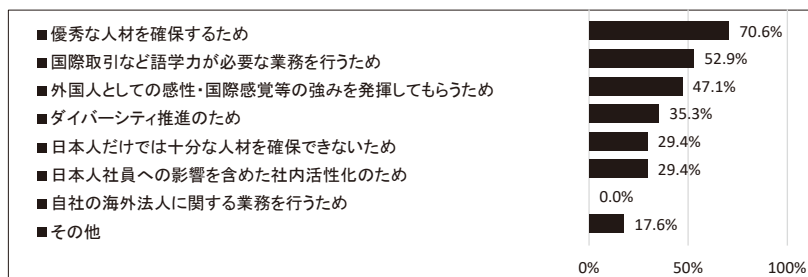 ■優秀な人材を確保するため 70.6%
■国際取引など語学力が必要な業務を行うため 52.9%
■外国人としての感性・国際感覚等の強みを発揮してもらうため 47.1%
■ダイバーシティ推進のため 35.3%
■日本人だけでは十分な人材を確保できないため 29.4%
■日本人社員への影響を含めた社内活性化のため 29.4%
■自社の海外法人に関する業務を行うため 0.0%
■その他 17.6%
0% 50% 100%